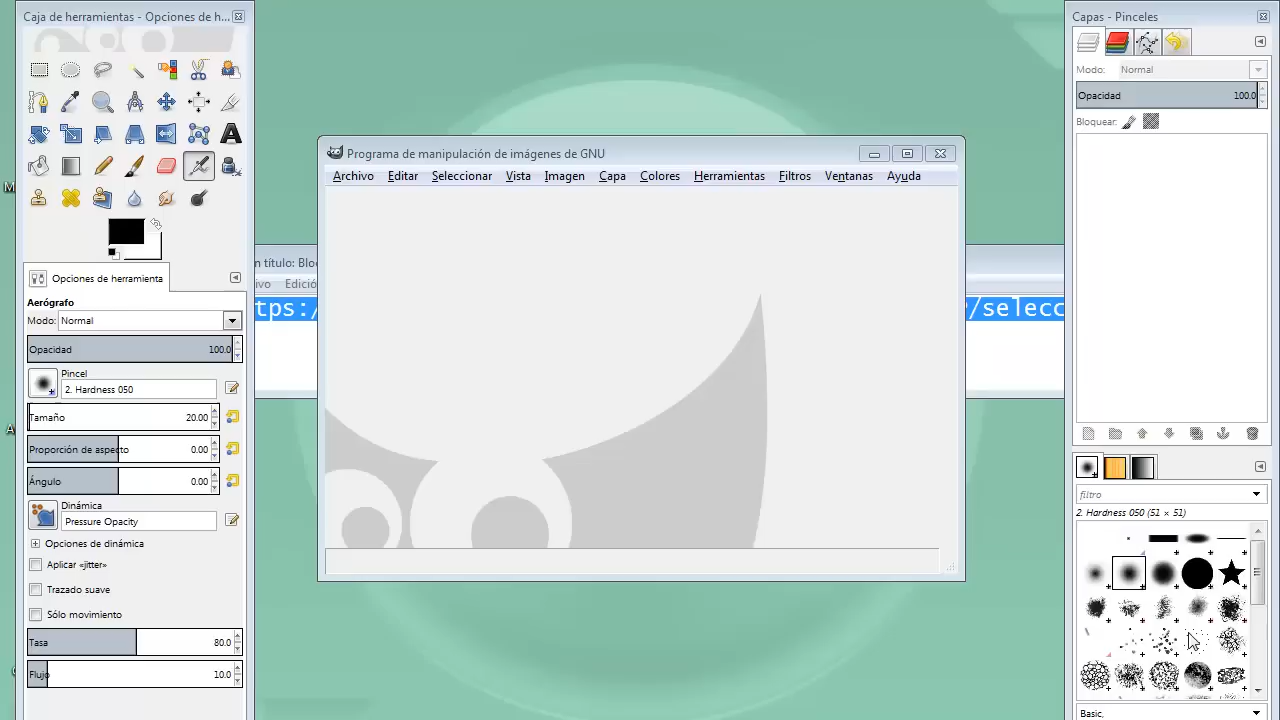 Caja de herramientas - Opciones de h...
Opciones de herramienta
Aerógrafo
Modo: Normal
Opacidad 100.0
Pincel
2. Hardness 050
Tamaño 20.00
Proporción de aspecto 0.00
Ángulo 0.00
Dinámica
Pressure Opacity
Opciones de dinámica
Aplicar «jitter»
Trazado suave
Sólo movimiento
Tasa 80.0
Flujo 10.0
n título: Blo
ivo Edició
tps:/
/selecc
Programa de manipulación de imágenes de GNU
Archivo Editar Seleccionar Vista Imagen Capa Colores Herramientas Filtros Ventanas Ayuda
Capas - Pinceles
Modo: Normal
Opacidad 100.0
Bloquear:
filtro
2. Hardness 050 (51 × 51)
Basic,